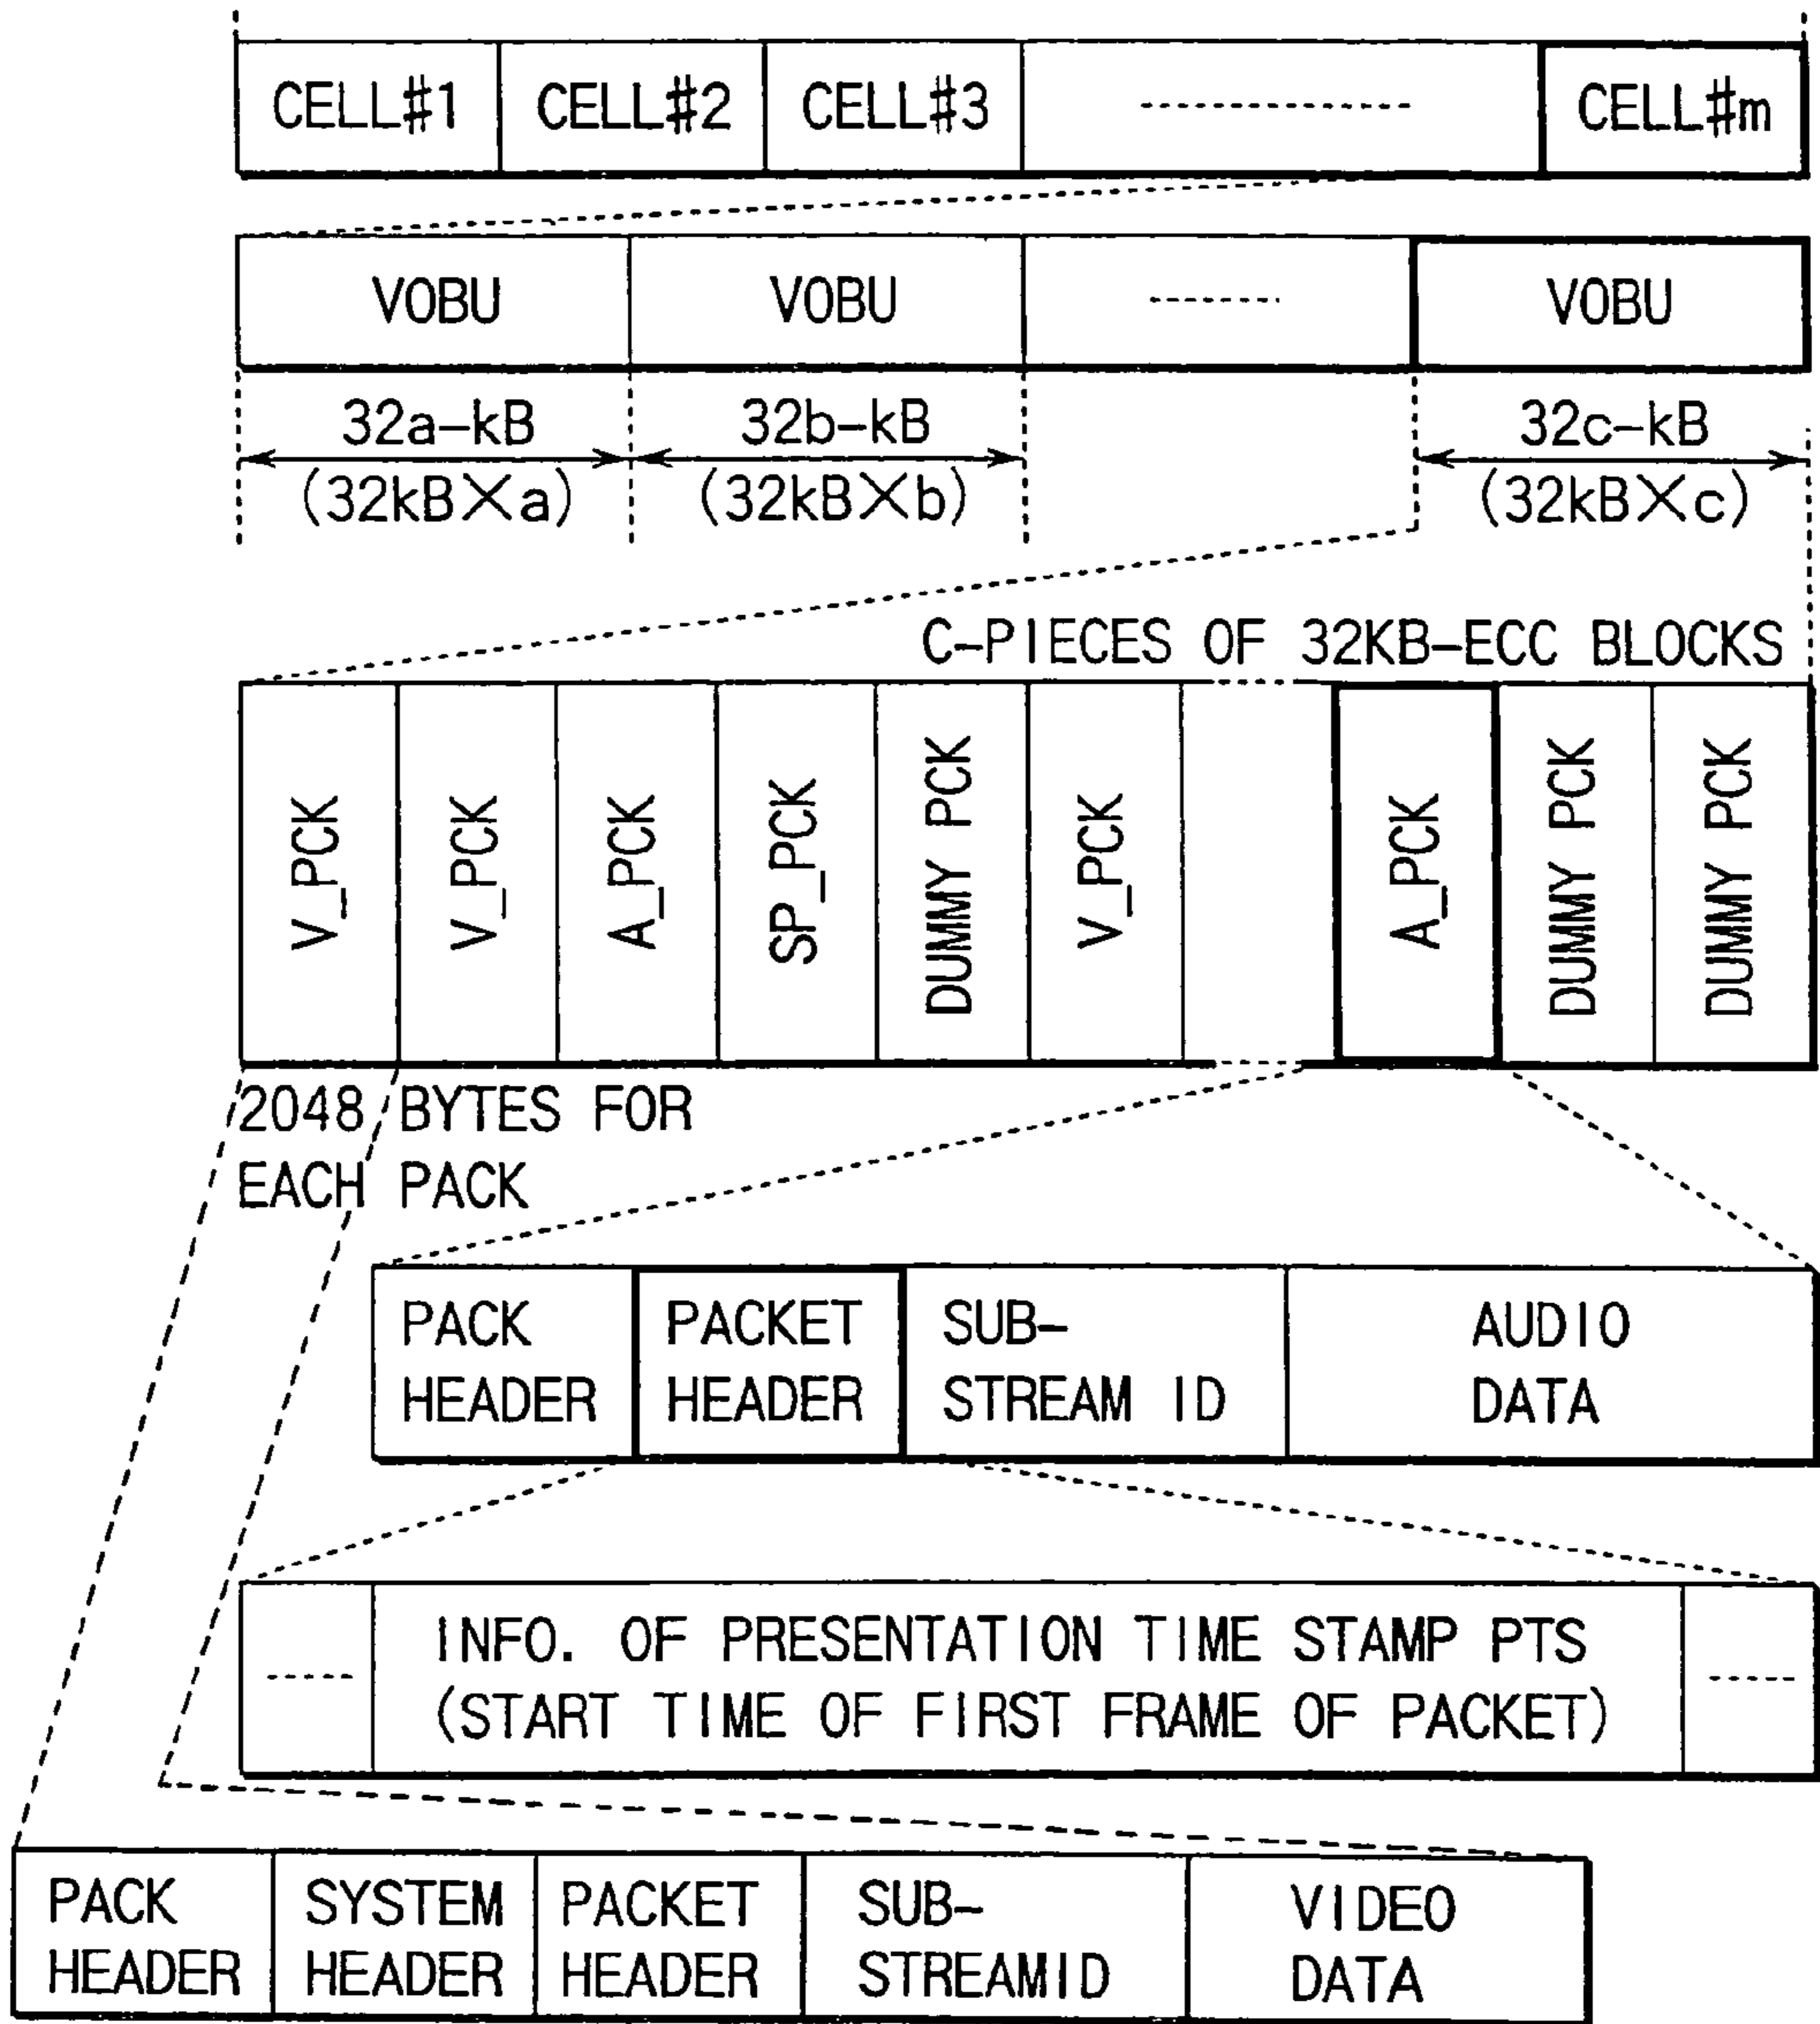 CELL#1 CELL#2 CELL#3 CELL#m
VOBU VOBU VOBU
32a-kB 32b-kB 32c-kB
(32kB×a) (32kB×b) (32kB×c)
C-PIECES OF 32KB-ECC BLOCKS
V_PCK V_PCK A_PCK SP_PCK DUMMY PCK V_PCK A_PCK DUMMY PCK DUMMY PCK
2048 BYTES FOR
EACH PACK
PACK HEADER
PACKET HEADER
SUB-
STREAM ID
AUDIO DATA
INFO. OF PRESENTATION TIME STAMP PTS
(START TIME OF FIRST FRAME OF PACKET)
PACK HEADER
SYSTEM HEADER
PACKET HEADER
SUB-
STREAMID
VIDEO DATA